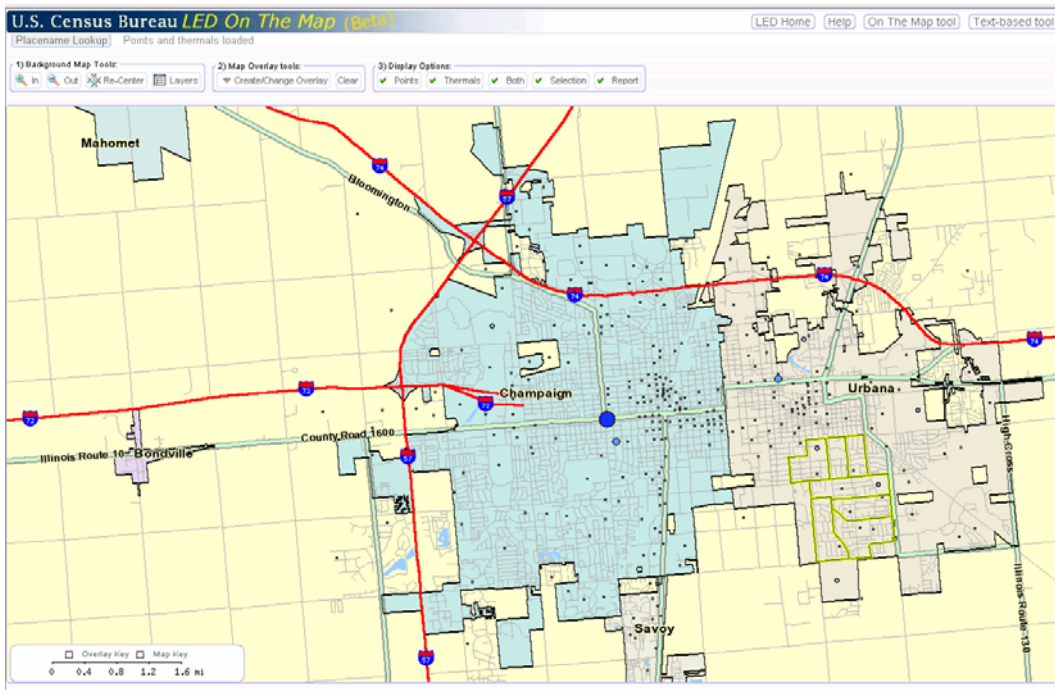 U.S. Census Bureau LED On The Map (Beta)
LED Home Help On The Map tool Text-based tool
Placename Lookup Points and thermals loaded.
1) Background Map Tools: 2) Map Overlay tools: 3) Display Options:
In Out Re-Center Layers Create/Change Overlay Clear Points Thermals Both Selection Report
Mahomet
74
Bloomington
57
74
74
74
72
Champaign
72
Urbana
72
County Road 1600
Illinois Route 10
Bondville
57
High Cross
Illinois Route 130
Savoy
57
Overlay Key Map Key
0 0.4 0.8 1.2 1.6 mi